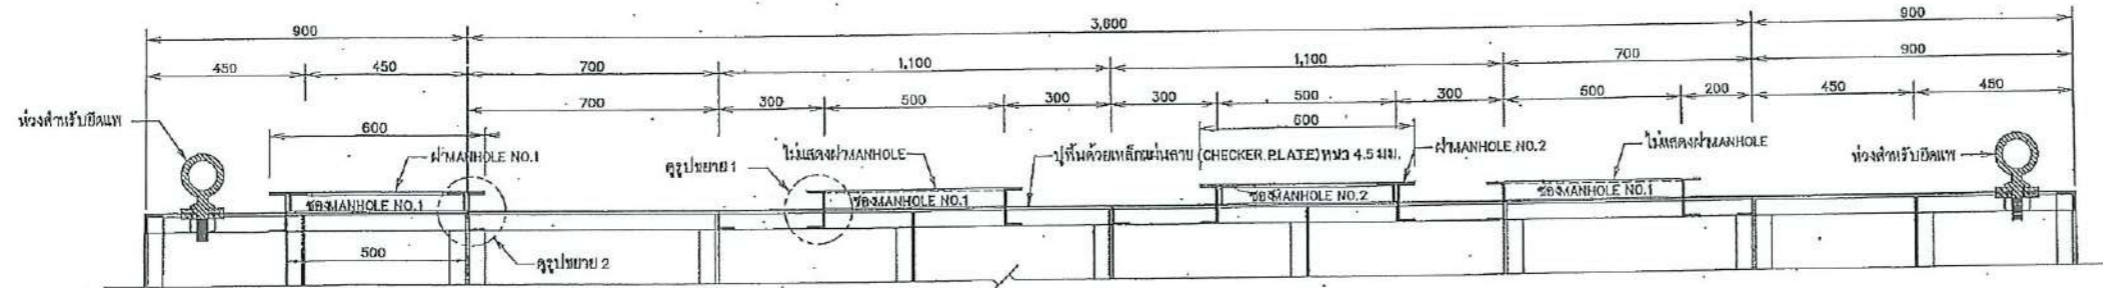 900
3,600
900
450
450
700
1,100
1,100
700
900
700
300
500
300
300
500
300
500
200
450
450
ห่วงสำหรับยึดแพ
600
600
ฝาMANHOLE NO.1
ดูรูปขยาย 1
ไม่แสดงฝาMANHOLE
ปูพื้นด้วยเหล็กแผ่นลาย (CHECKER PLATE) หนา 4.5 มม.
ฝาMANHOLE NO.2
ไม่แสดงฝาMANHOLE
ห่วงสำหรับยึดแพ
ช่องMANHOLE NO.1
ช่องMANHOLE NO.1
ช่องMANHOLE NO.2
ช่องMANHOLE NO.1
500
ดูรูปขยาย 2